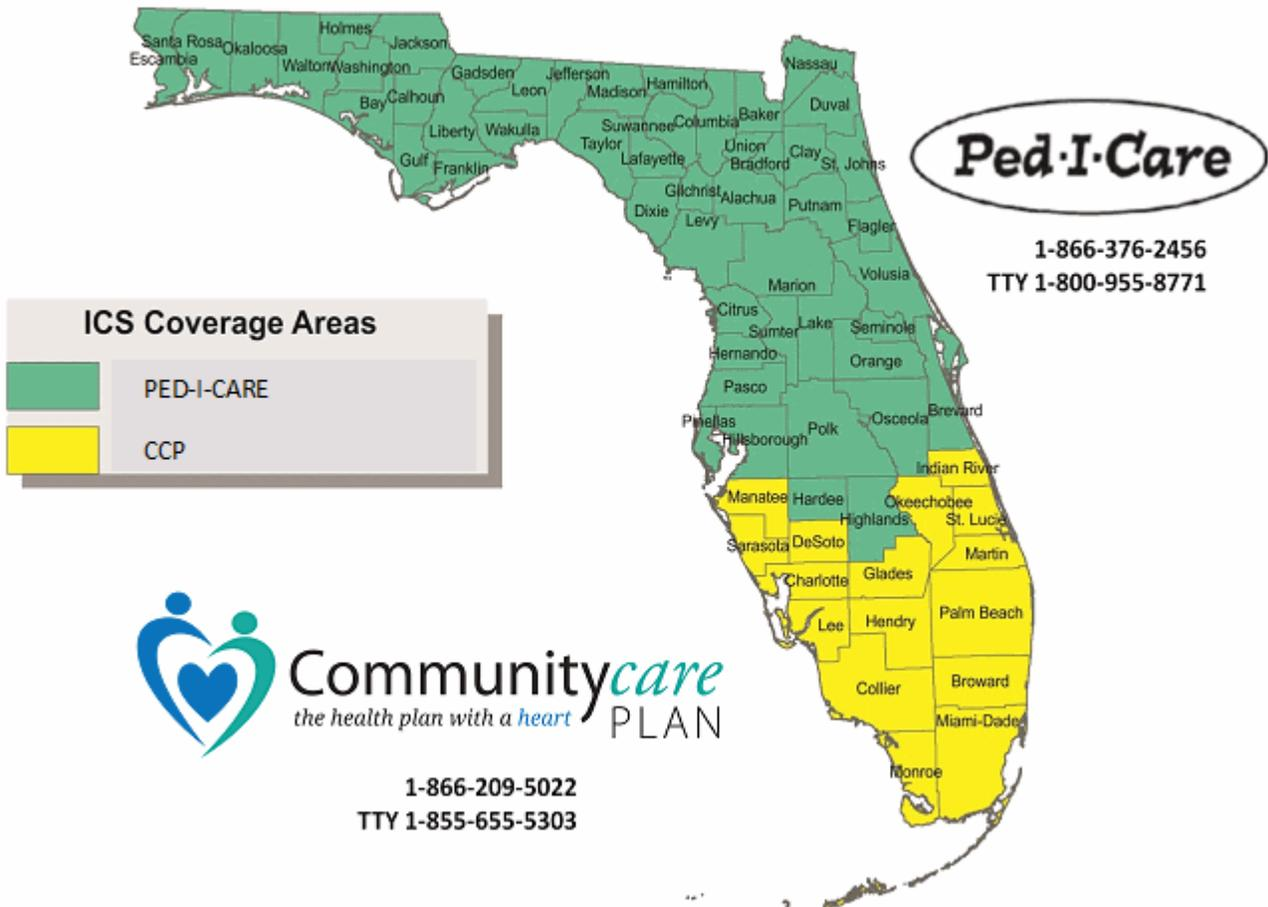 Holmes
Santa Rosa Okaloosa Jackson
Escambia Walton Washington
Gadsden Jefferson Hamilton Nassau
Leon Madison
Bay Calhoun Duval
Liberty Wakulla Suwannee Columbia Baker
Taylor Union Clay
Gulf Franklin Lafayette Bradford St. Johns
Gilchrist Alachua Putnam
Dixie Levy Flagler
Volusia
Marion
Citrus Lake Seminole
Sumter
Hernando Orange
Pasco
Pinellas Osceola Brevard
Hillsborough Polk
Indian River
Manatee Hardee Okeechobee
Highlands St. Lucie
Sarasota DeSoto Martin
Charlotte Glades
Lee Hendry Palm Beach
Collier Broward
Miami-Dade
Monroe
Ped·I·Care
1-866-376-2456
TTY 1-800-955-8771
ICS Coverage Areas
PED-I-CARE
CCP
Communitycare
the health plan with a heart PLAN
1-866-209-5022
TTY 1-855-655-5303